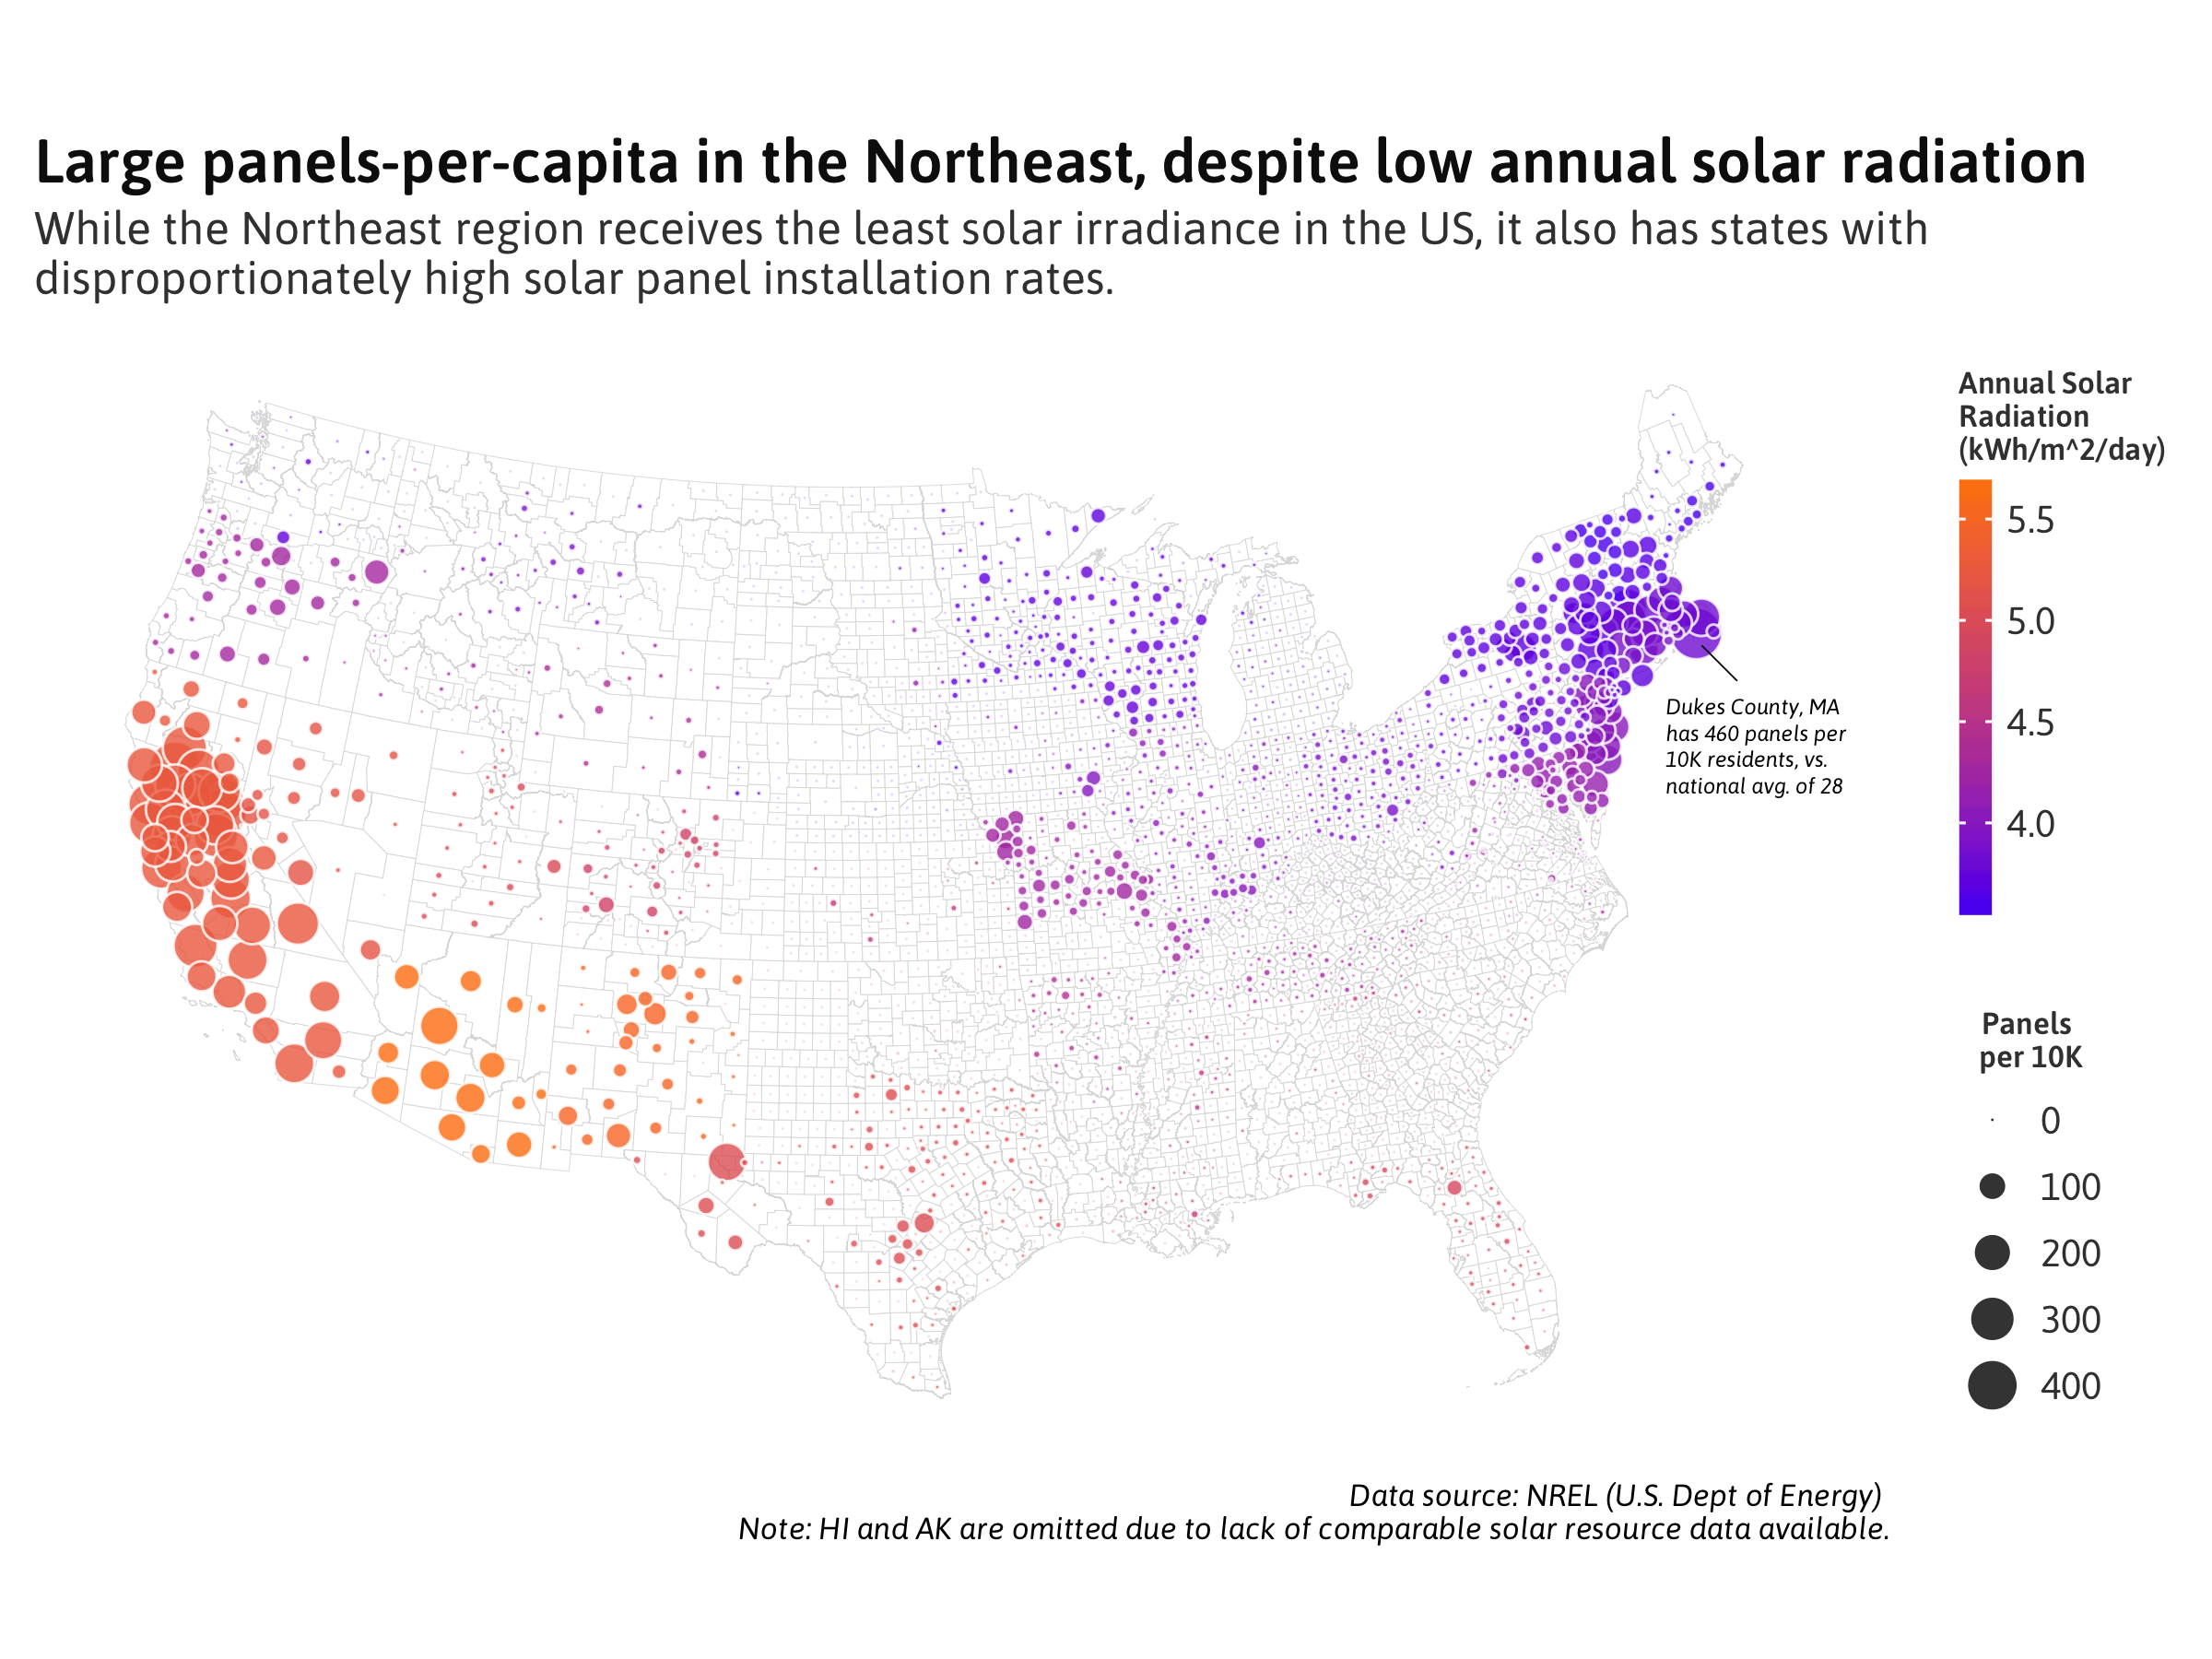 Large panels-per-capita in the Northeast, despite low annual solar radiation
While the Northeast region receives the least solar irradiance in the US, it also has states with
disproportionately high solar panel installation rates.
Annual Solar
Radiation
(kWh/m^2/day)
5.5
5.0
4.5
4.0
Dukes County, MA
has 460 panels per
10K residents, vs.
national avg. of 28
Panels
per 10K
0
100
200
300
400
Data source: NREL (U.S. Dept of Energy)
Note: HI and AK are omitted due to lack of comparable solar resource data available.